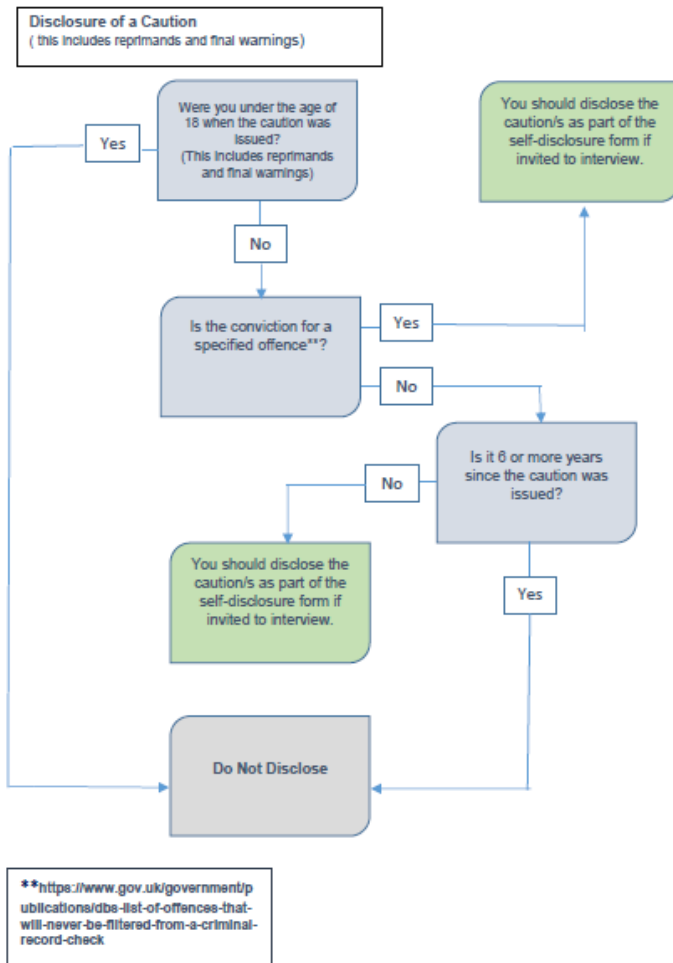 Disclosure of a Caution
( this includes reprimands and final warnings)
Were you under the age of
18 when the caution was
issued?
(This includes reprimands
and final warnings)
You should disclose the
caution/s as part of the
self-disclosure form if
invited to interview.
Yes
No
Is the conviction for a
specified offence**?
Yes
No
Is it 6 or more years
since the caution was
issued?
No
You should disclose the
caution/s as part of the
self-disclosure form if
invited to interview.
Yes
Do Not Disclose
**https://www.gov.uk/government/p
ublications/dbs-list-of-offences-that-
will-never-be-filtered-from-a-criminal-
record-check